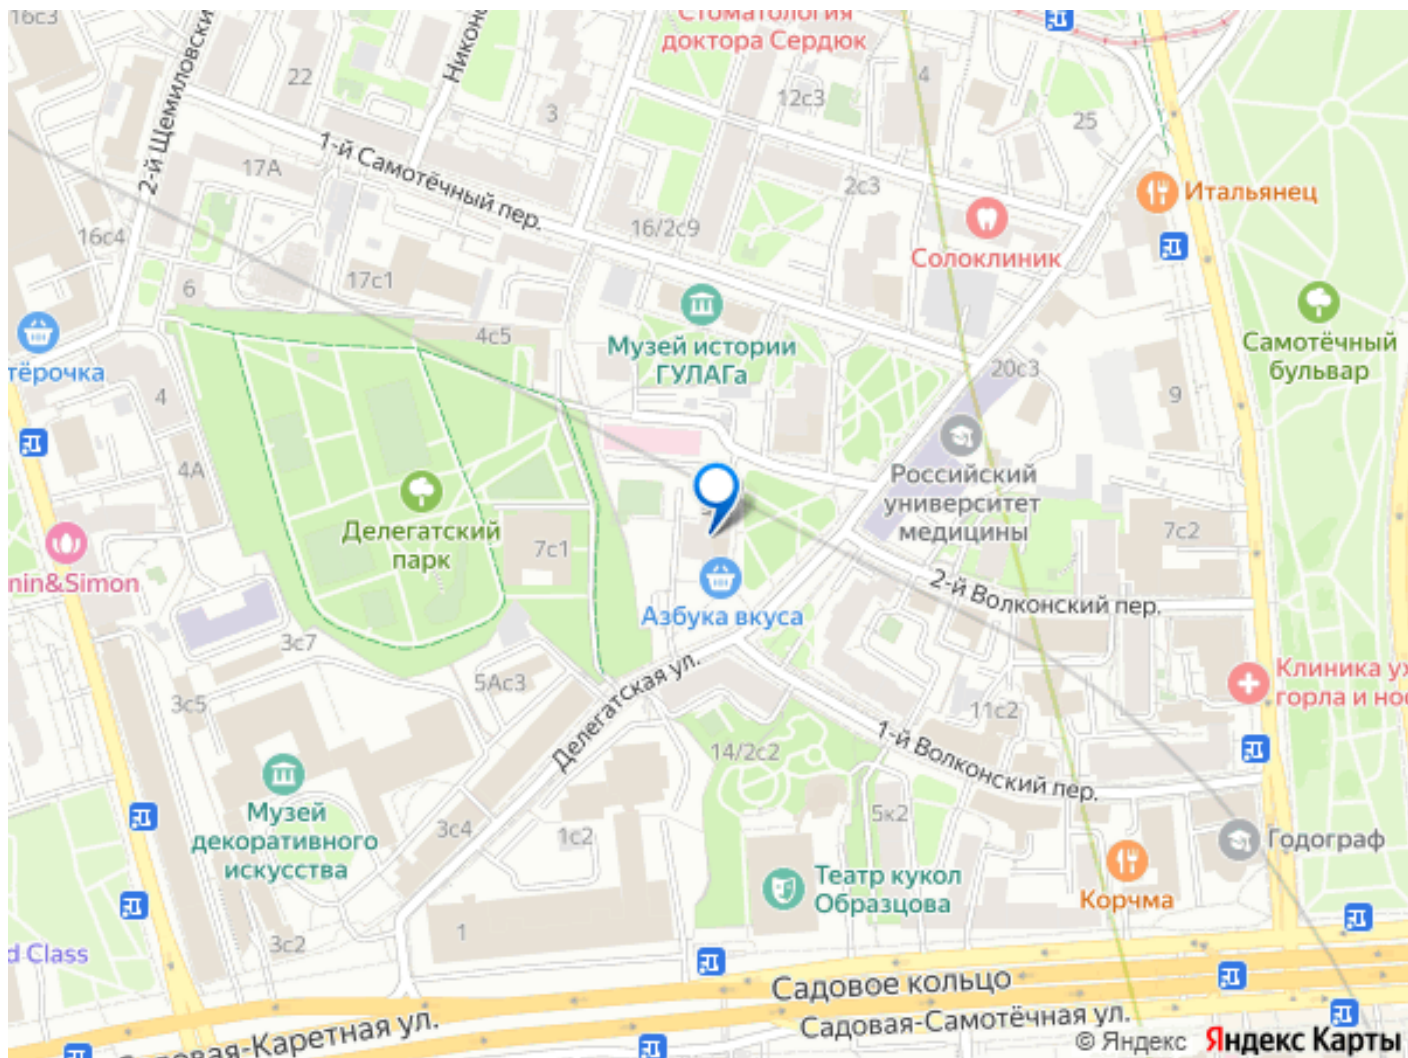 16с3
Стоматология
доктора Сердюк
22
12с3
4
3
25
2-й Щемиловский
17А
1-й Самотёчный пер.
2с3
Итальянец
16с4
16/2с9
Солоклиник
17с1
6
4с5
Музей истории
ГУЛАГа
Самотёчный
бульвар
тёрочка
20с3
4
9
4А
Российский
университет
медицины
Делегатский
парк
7с1
7с2
nin&Simon
2-й Волконский пер.
Азбука вкуса
3с7
Делегатская ул.
5Ас3
Клиника
горла и
3с5
11с2
14/2с2
1-й Волконский пер.
Музей
декоративного
искусства
3с4
1с2
5к2
Годограф
Театр кукол
Образцова
Корчма
1
3с2
d Class
Садовое кольцо
Садовая-Самотёчная ул.
довая-Каретная ул.
© Яндекс Яндекс Карты